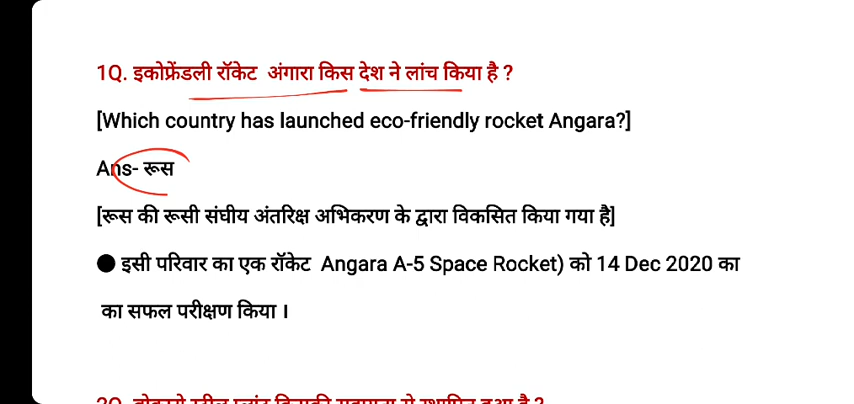 1Q. इकोफ्रेंडली रॉकेट अंगारा किस देश ने लांच किया है ?
[Which country has launched eco-friendly rocket Angara?]
Ans- रूस
[रूस की रूसी संघीय अंतरिक्ष अभिकरण के द्वारा विकसित किया गया है]
● इसी परिवार का एक रॉकेट Angara A-5 Space Rocket) को 14 Dec 2020 का
का सफल परीक्षण किया ।